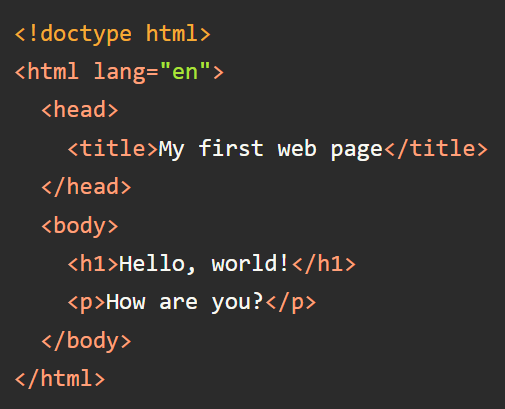 <!doctype html>
<html lang="en">
  <head>
    <title>My first web page</title>
  </head>
  <body>
    <h1>Hello, world!</h1>
    <p>How are you?</p>
  </body>
</html>